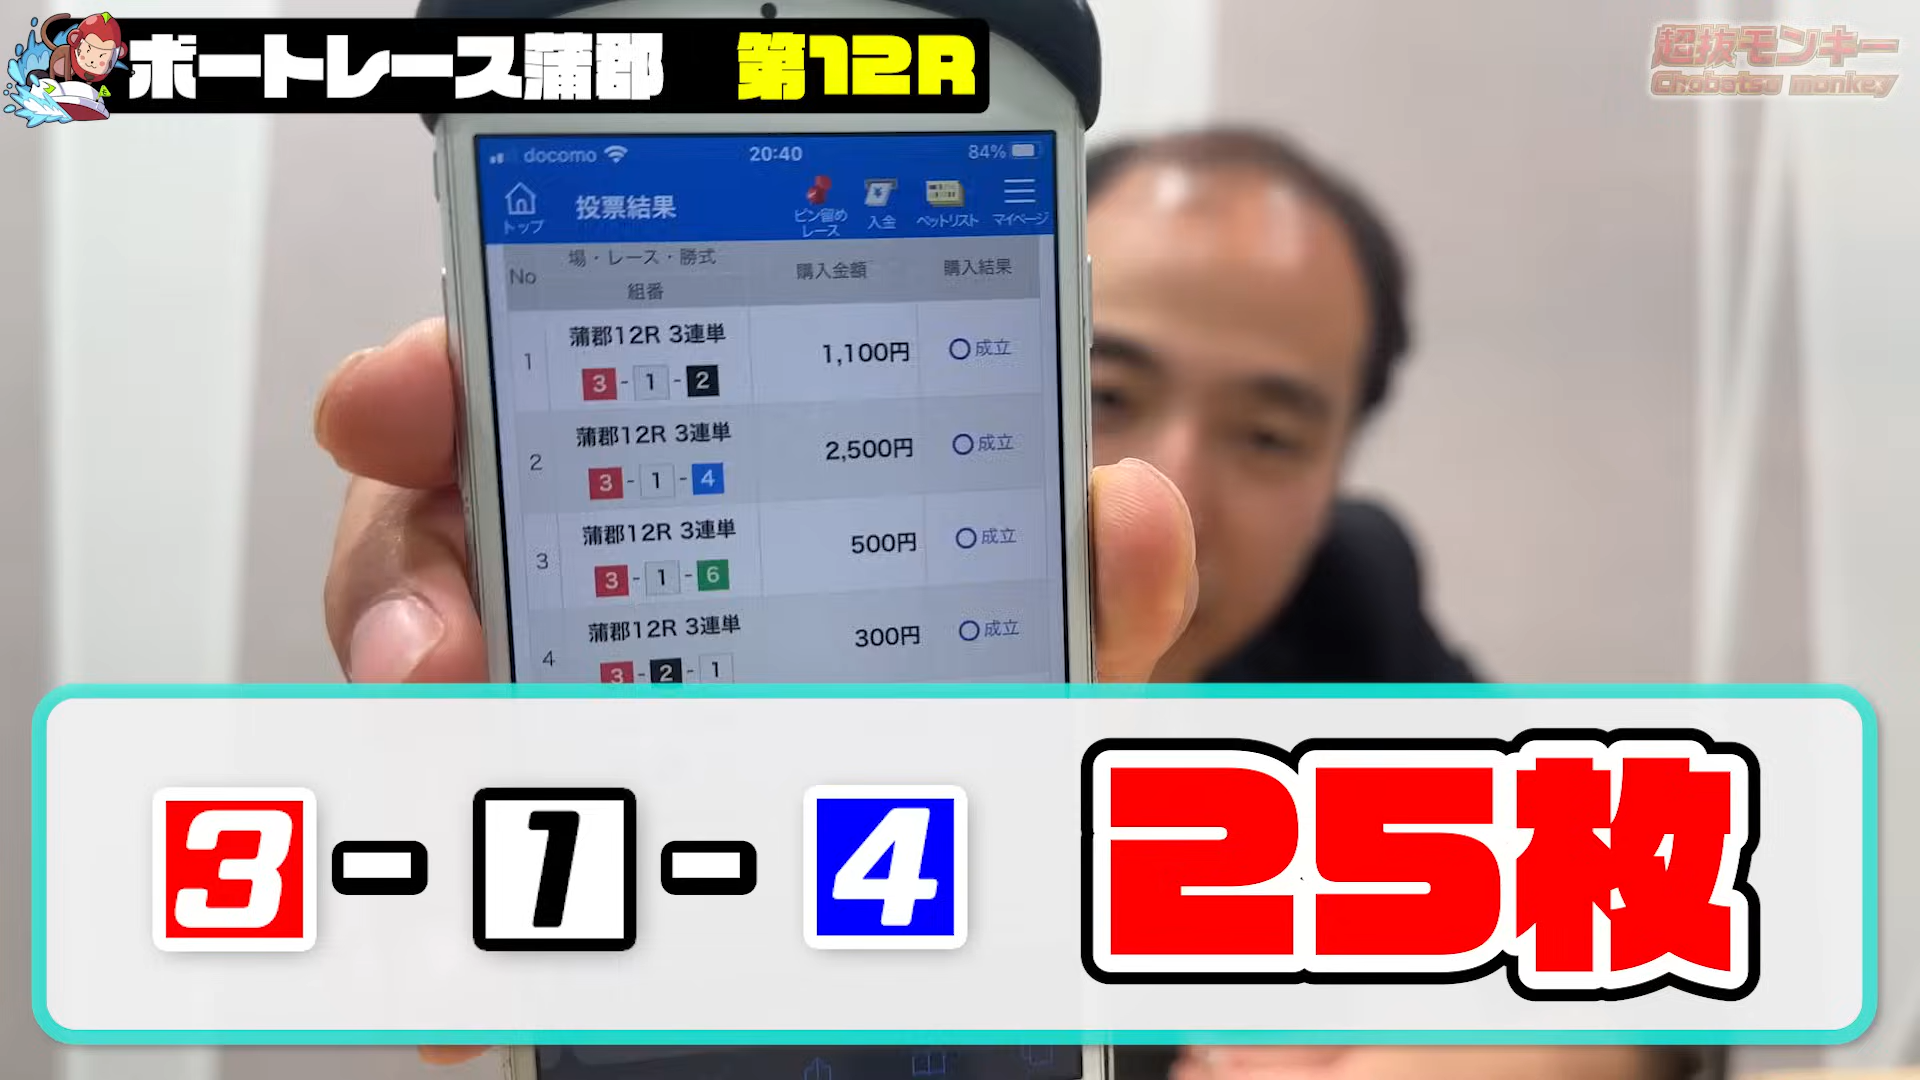 ボートレース蒲郡 第12R
超抜モンキー
Chobatsu monkey
docomo 20:40 84%
トップ 投票結果 ピン留めレース 入金 ベットリスト マイページ
No 場・レース・勝式 組番 購入金額 購入結果
1 蒲郡12R 3連単 1,100円 成立
3-1-2
2 蒲郡12R 3連単 2,500円 成立
3-1-4
3 蒲郡12R 3連単 500円 成立
3-1-6
4 蒲郡12R 3連単 300円 成立
3-2-1
3-1-4 25枚